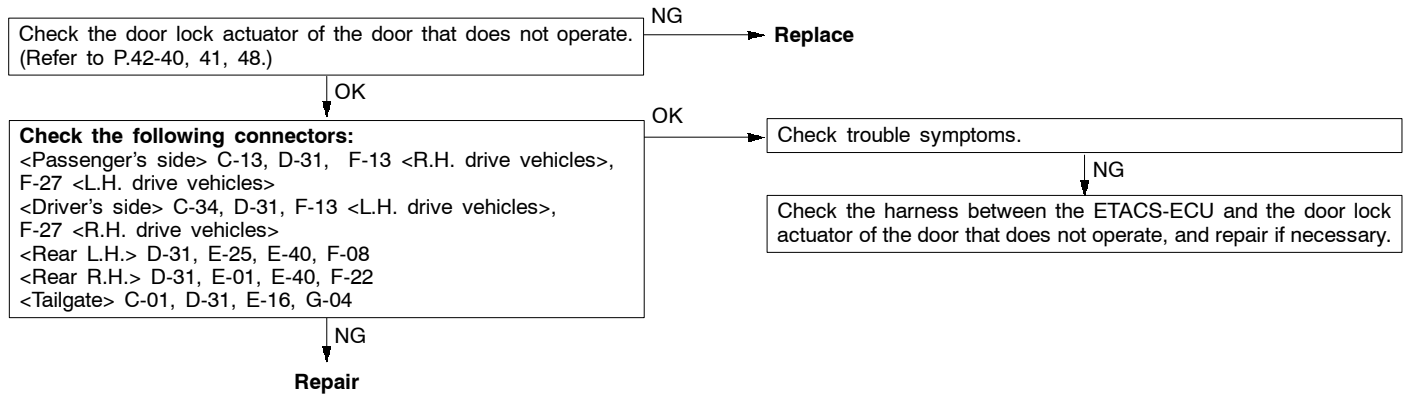 Check the door lock actuator of the door that does not operate.
(Refer to P.42-40, 41, 48.)
NG
Replace
OK
Check the following connectors:
<Passenger's side> C-13, D-31, F-13 <R.H. drive vehicles>,
F-27 <L.H. drive vehicles>
<Driver's side> C-34, D-31, F-13 <L.H. drive vehicles>,
F-27 <R.H. drive vehicles>
<Rear L.H.> D-31, E-25, E-40, F-08
<Rear R.H.> D-31, E-01, E-40, F-22
<Tailgate> C-01, D-31, E-16, G-04
OK
Check trouble symptoms.
NG
Check the harness between the ETACS-ECU and the door lock
actuator of the door that does not operate, and repair if necessary.
NG
Repair